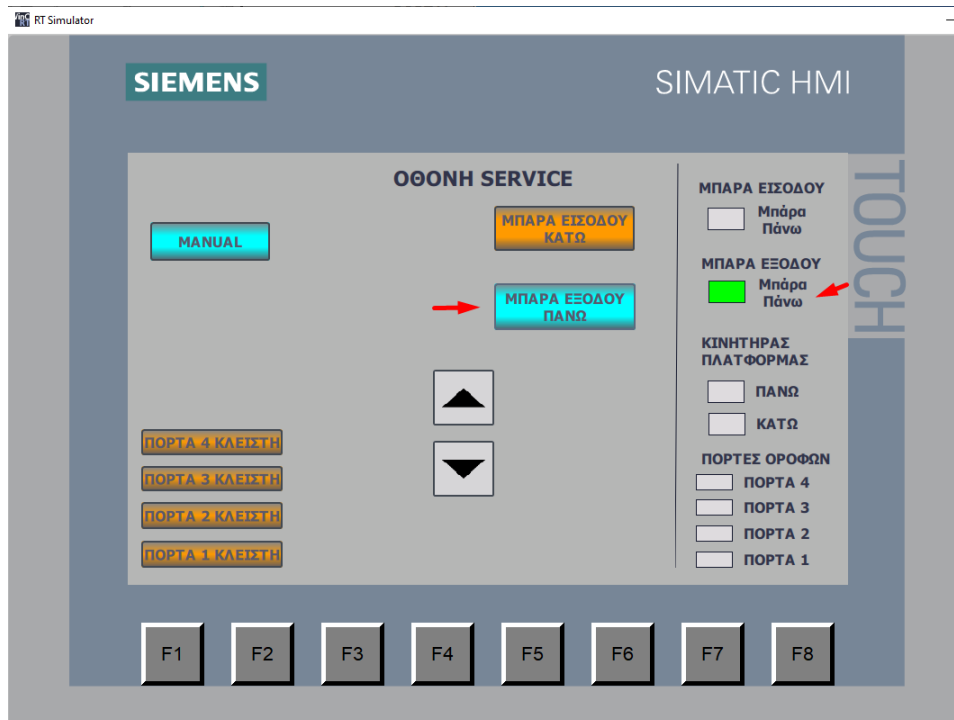 RT Simulator
SIEMENS
SIMATIC HMI
TOUCH
ΟΘΟΝΗ SERVICE
MANUAL
ΜΠΑΡΑ ΕΙΣΟΔΟΥ
ΚΑΤΩ
ΜΠΑΡΑ ΕΞΟΔΟΥ
ΠΑΝΩ
ΠΟΡΤΑ 4 ΚΛΕΙΣΤΗ
ΠΟΡΤΑ 3 ΚΛΕΙΣΤΗ
ΠΟΡΤΑ 2 ΚΛΕΙΣΤΗ
ΠΟΡΤΑ 1 ΚΛΕΙΣΤΗ
ΜΠΑΡΑ ΕΙΣΟΔΟΥ
Μπάρα
Πάνω
ΜΠΑΡΑ ΕΞΟΔΟΥ
Μπάρα
Πάνω
ΚΙΝΗΤΗΡΑΣ
ΠΛΑΤΦΟΡΜΑΣ
ΠΑΝΩ
ΚΑΤΩ
ΠΟΡΤΕΣ ΟΡΟΦΩΝ
ΠΟΡΤΑ 4
ΠΟΡΤΑ 3
ΠΟΡΤΑ 2
ΠΟΡΤΑ 1
F1 F2 F3 F4 F5 F6 F7 F8